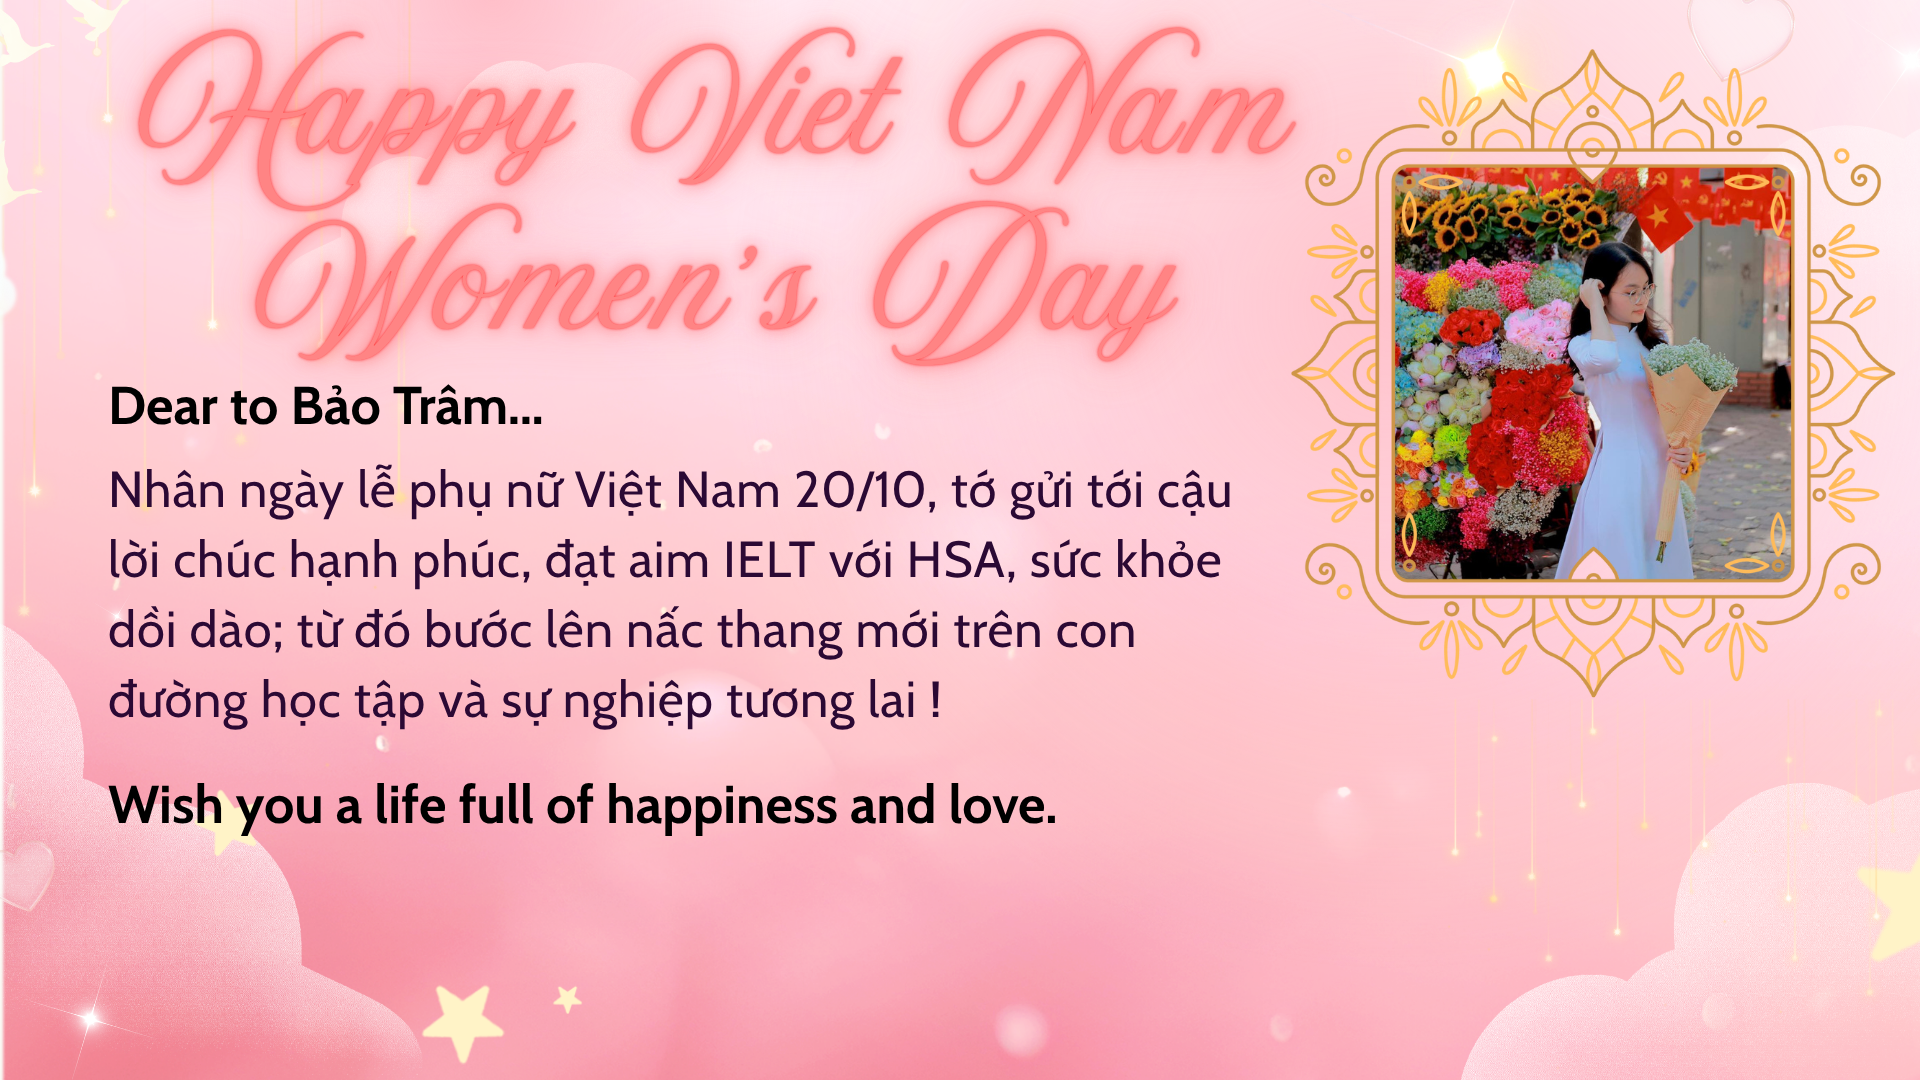 Happy Viet Nam
Women's Day
Dear to Bảo Trâm...
Nhân ngày lễ phụ nữ Việt Nam 20/10, tớ gửi tới cậu
lời chúc hạnh phúc, đạt aim IELT với HSA, sức khỏe
dồi dào; từ đó bước lên nấc thang mới trên con
đường học tập và sự nghiệp tương lai !
Wish you a life full of happiness and love.